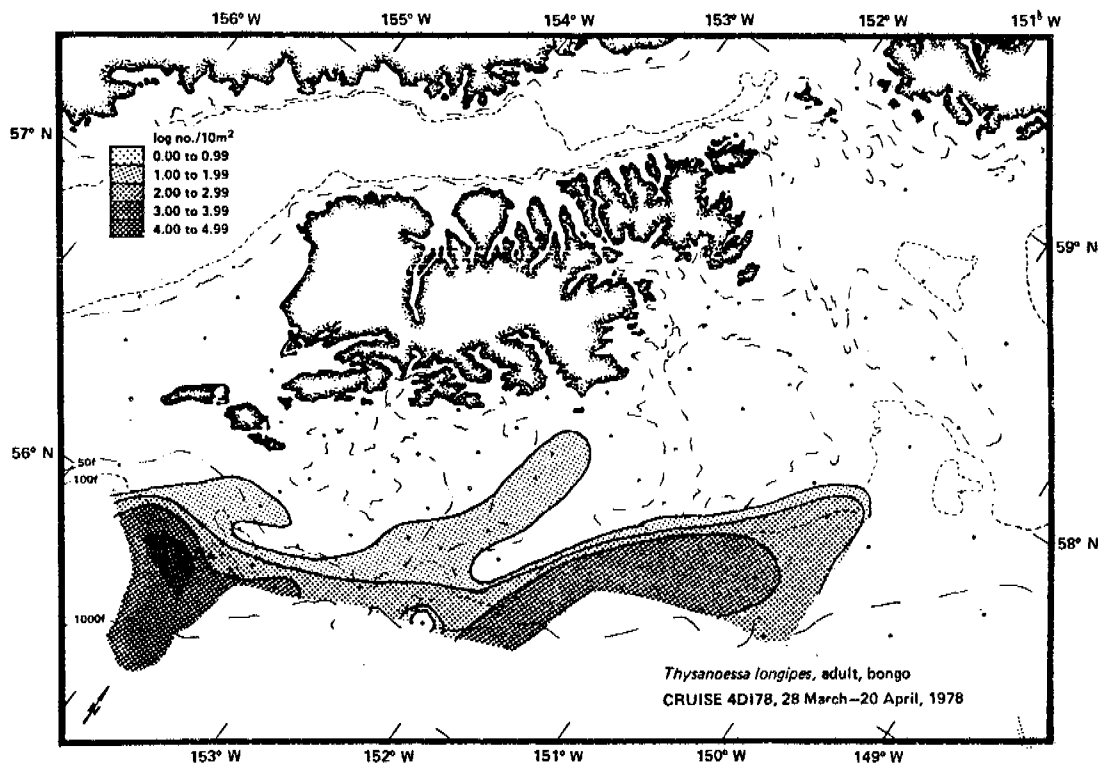 156° W 155° W 154° W 153° W 152° W 151° W
57° N
log no./10m²
0.00 to 0.99
1.00 to 1.99
2.00 to 2.99
3.00 to 3.99
4.00 to 4.99
59° N
56° N
50f
100f
58° N
1000f
Thysanoessa longipes, adult, bongo
CRUISE 4DI78, 28 March–20 April, 1978
N
153° W 152° W 151° W 150° W 149° W